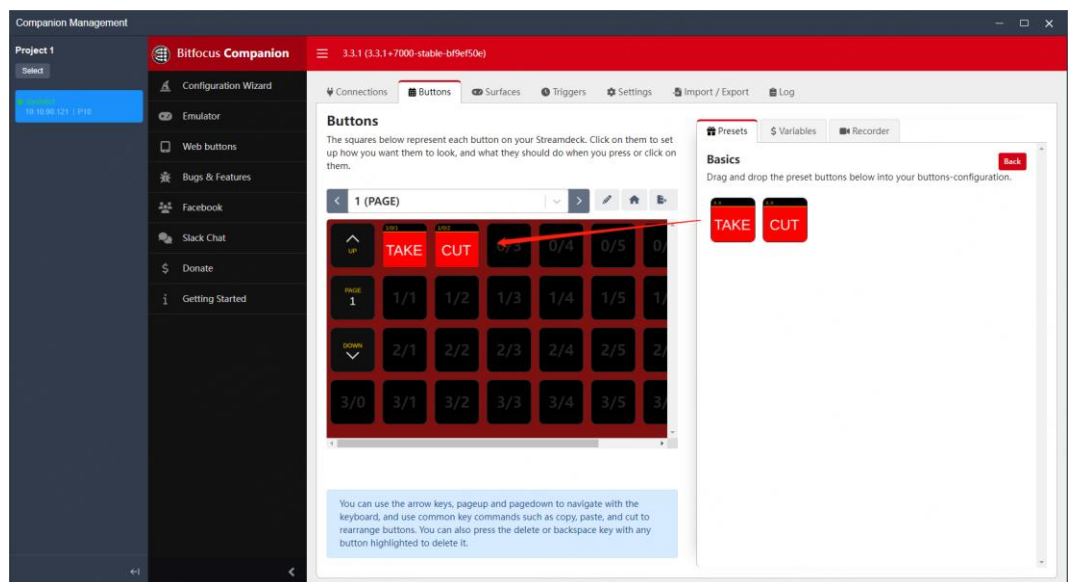 Companion Management
Project 1
Select
10.10.90.121 | P10
Bitfocus Companion
Configuration Wizard
Emulator
Web buttons
Bugs & Features
Facebook
Slack Chat
$ Donate
i Getting Started
3.3.1 (3.3.1+7000-stable-bf9ef50e)
Connections Buttons Surfaces Triggers Settings Import / Export Log
Buttons
The squares below represent each button on your Streamdeck. Click on them to set
up how you want them to look, and what they should do when you press or click on
them.
1 (PAGE)
UP TAKE CUT 0/3 0/4 0/5 0/
PAGE
1 1/1 1/2 1/3 1/4 1/5 1/
DOWN 2/1 2/2 2/3 2/4 2/5 2/
3/0 3/1 3/2 3/3 3/4 3/5 3/
You can use the arrow keys, pageup and pagedown to navigate with the
keyboard, and use common key commands such as copy, paste, and cut to
rearrange buttons. You can also press the delete or backspace key with any
button highlighted to delete it.
Presets $ Variables Recorder
Basics
Back
Drag and drop the preset buttons below into your buttons-configuration.
TAKE CUT